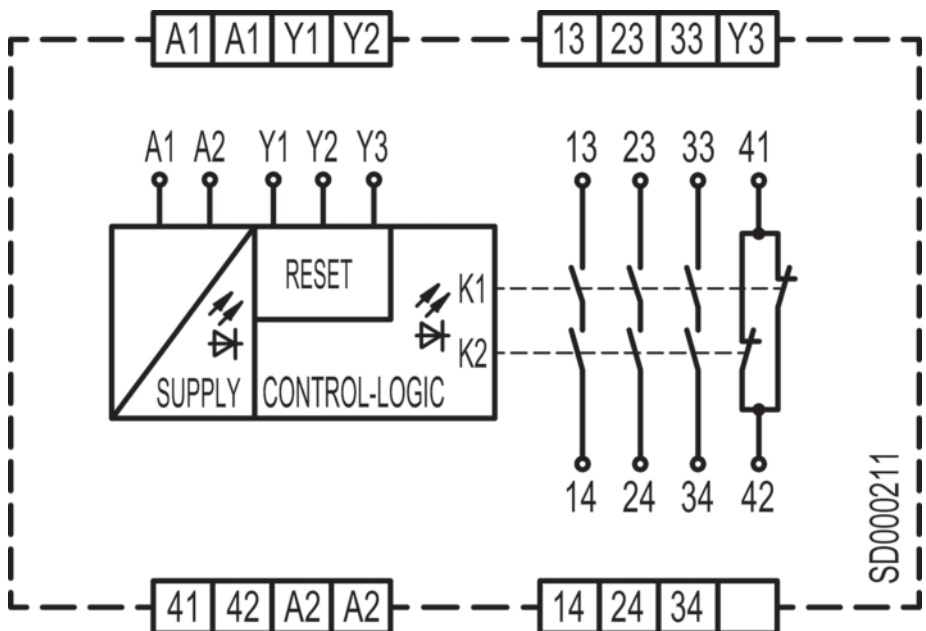 A1 A1 Y1 Y2 13 23 33 Y3
A1 A2 Y1 Y2 Y3 13 23 33 41
RESET
K1
K2
SUPPLY CONTROL-LOGIC
14 24 34 42
SD000211
41 42 A2 A2 14 24 34